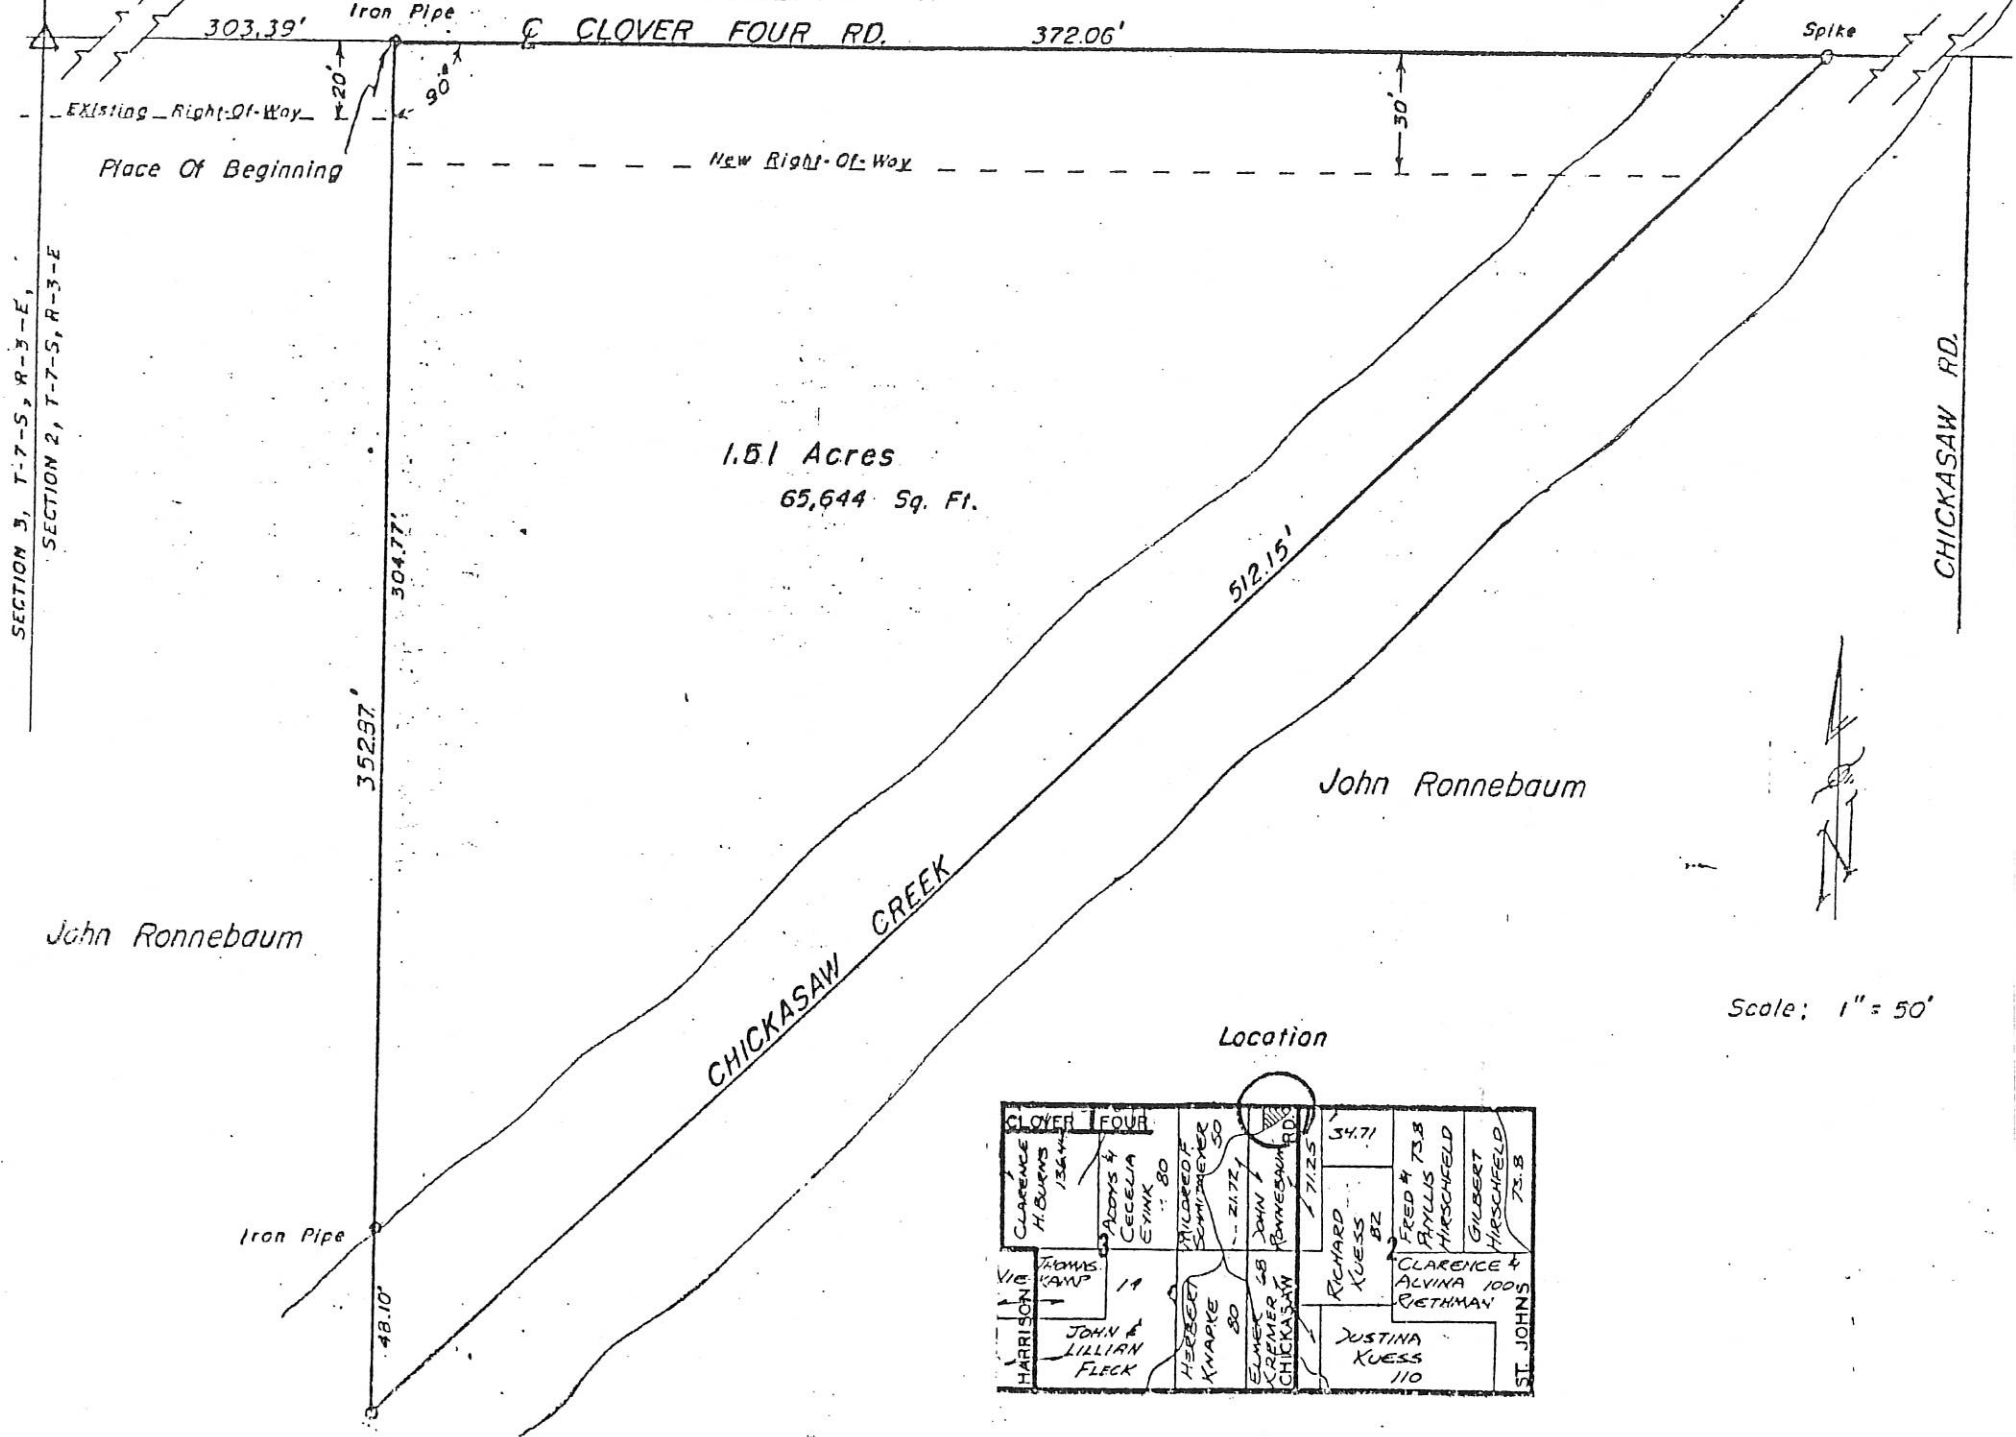 303.39'
Iron Pipe
℄ CLOVER FOUR RD.
372.06'
Spike
20'
90°
30'
Existing Right-Of-Way
Place Of Beginning
New Right-Of-Way
SECTION 3, T-7-S, R-3-E,
SECTION 2, T-7-S, R-3-E
1.51 Acres
65,644 Sq. Ft.
304.77'
352.87'
512.15'
CHICKASAW RD.
John Ronnebaum
CHICKASAW CREEK
John Ronnebaum
N
Scale: 1" = 50'
Iron Pipe
48.10'
Location
CLOVER FOUR
CLARENCE
H. BURNS
ALOYS &
CECELIA
EYINK
80
MILDRED F.
50
21.72
JOHN
RONNEBAUM
RD.
71.25
34.71
RICHARD
KUESS
82
FRED &
PHYLLIS 73.8
HIRSCHFELD
GILBERT
HIRSCHFELD
73.8
3
2
VIE
THOMAS
KAMP
19
HARRISON
JOHN &
LILLIAN
FLECK
HERBERT
KNAPKE
80
ELMER 68
KREMER
CHICKASAW
CLARENCE &
ALVINA 100
RIETHMAN
JUSTINA
KUESS
110
ST. JOHNS